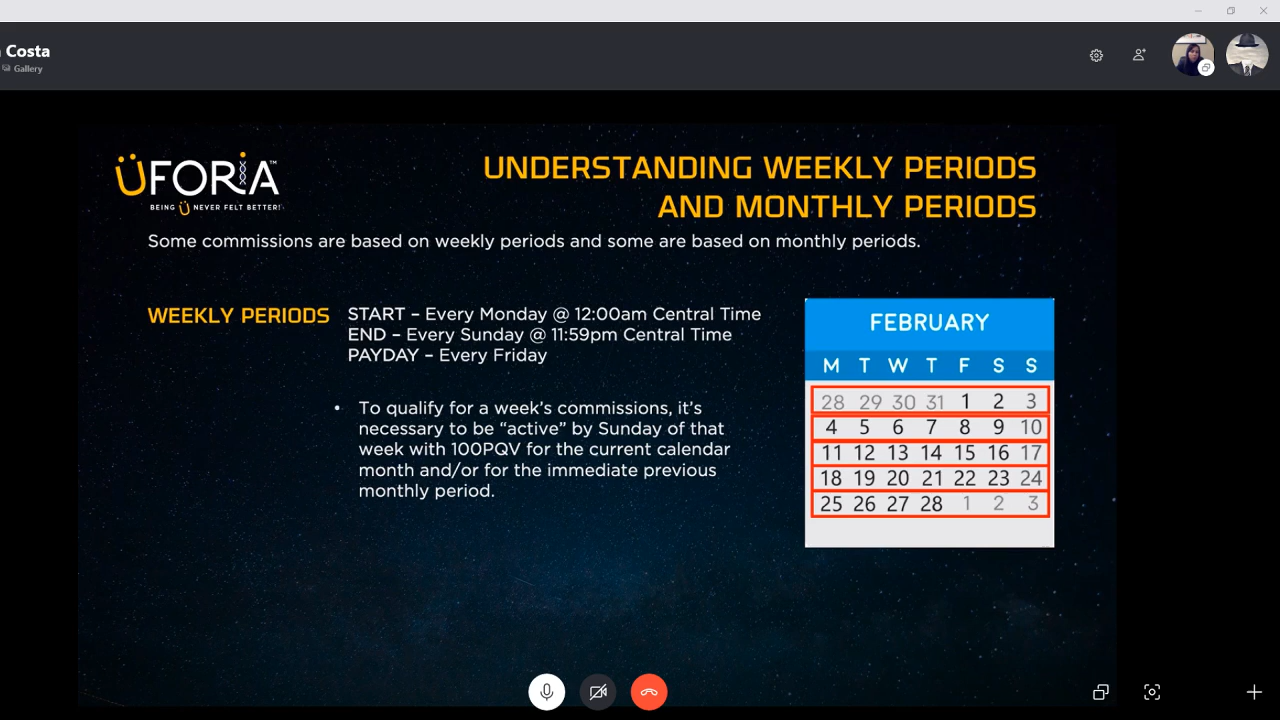 Costa
Gallery
ÜFORIA™
BEING Ü NEVER FELT BETTER!
UNDERSTANDING WEEKLY PERIODS
AND MONTHLY PERIODS
Some commissions are based on weekly periods and some are based on monthly periods.
WEEKLY PERIODS
START – Every Monday @ 12:00am Central Time
END – Every Sunday @ 11:59pm Central Time
PAYDAY – Every Friday
• To qualify for a week's commissions, it's
necessary to be “active” by Sunday of that
week with 100PQV for the current calendar
month and/or for the immediate previous
monthly period.
FEBRUARY
M T W T F S S
28 29 30 31 1 2 3
4 5 6 7 8 9 10
11 12 13 14 15 16 17
18 19 20 21 22 23 24
25 26 27 28 1 2 3